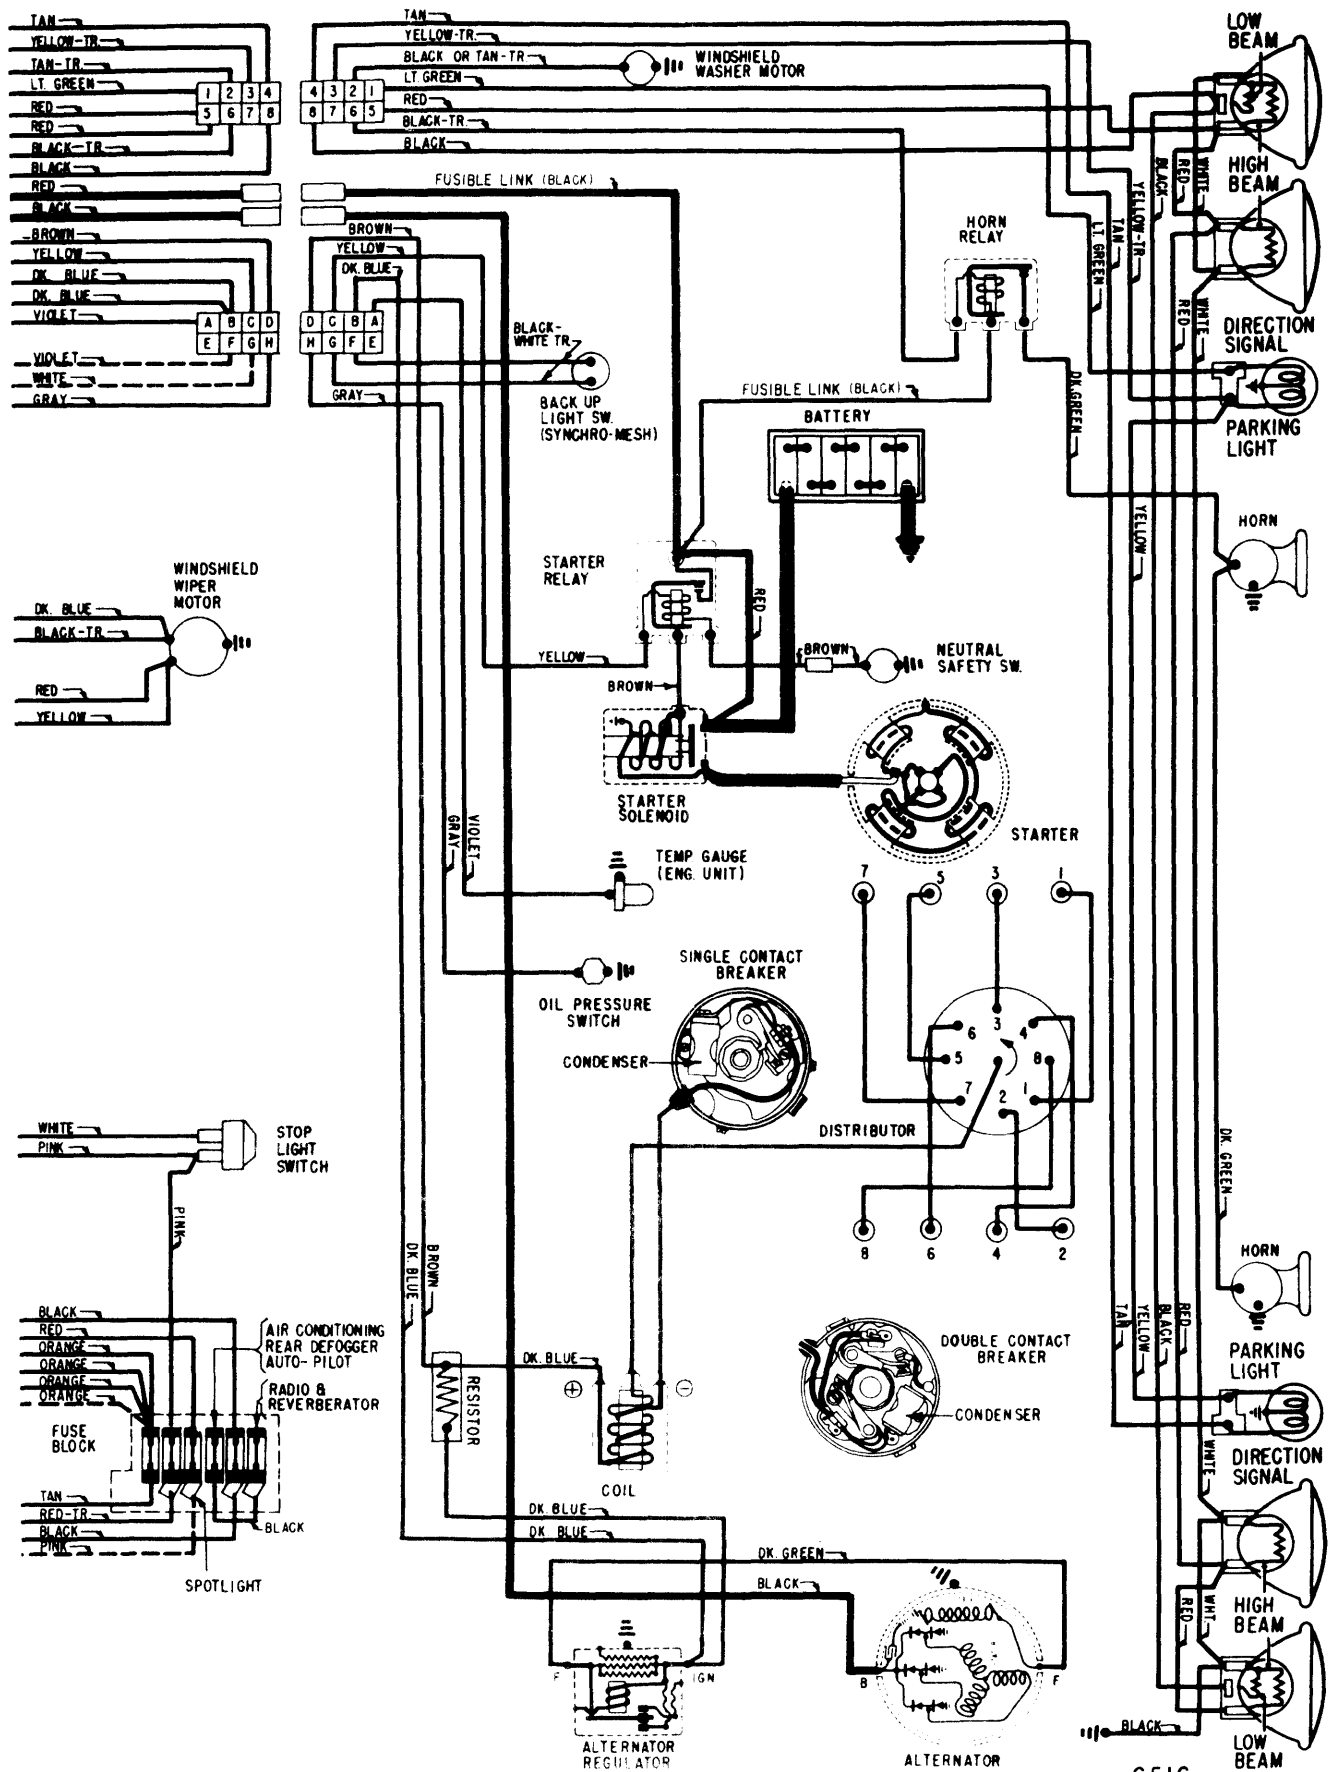 TAN
YELLOW-TR.
TAN-TR.
LT. GREEN
RED
RED
BLACK-TR.
BLACK
RED
BLACK
BROWN
YELLOW
DK. BLUE
DK. BLUE
VIOLET
VIOLET
WHITE
GRAY
1 2 3 4
5 6 7 8
4 3 2 1
8 7 6 5
A B C D
E F G H
D C B A
H G F E
TAN
YELLOW-TR.
BLACK OR TAN-TR.
LT. GREEN
RED
BLACK-TR.
BLACK
WINDSHIELD
WASHER MOTOR
FUSIBLE LINK (BLACK)
BROWN
YELLOW
DK. BLUE
BLACK-
WHITE TR.
BACK UP
LIGHT SW.
(SYNCHRO-MESH)
GRAY
HORN
RELAY
FUSIBLE LINK (BLACK)
BATTERY
DK. GREEN
LOW
BEAM
HIGH
BEAM
BLACK
RED
WHITE
YELLOW-TR
TAN
LT. GREEN
RED
WHITE
DIRECTION
SIGNAL
PARKING
LIGHT
YELLOW
HORN
WINDSHIELD
WIPER
MOTOR
DK. BLUE
BLACK-TR.
RED
YELLOW
STARTER
RELAY
RED
YELLOW
BROWN
BROWN
NEUTRAL
SAFETY SW.
STARTER
SOLENOID
STARTER
GRAY
VIOLET
TEMP GAUGE
(ENG. UNIT)
OIL PRESSURE
SWITCH
SINGLE CONTACT
BREAKER
CONDENSER
7 5 3 1
3
6
4
5
8
7
2
1
DISTRIBUTOR
8 6 4 2
WHITE
PINK
STOP
LIGHT
SWITCH
PINK
DK. GREEN
HORN
BLACK
RED
ORANGE
ORANGE
ORANGE
ORANGE
AIR CONDITIONING
REAR DEFOGGER
AUTO-PILOT
RADIO &
REVERBERATOR
FUSE
BLOCK
TAN
RED-TR
BLACK
PINK
BLACK
SPOTLIGHT
DK. BLUE
BROWN
RESISTOR
DK. BLUE
+
-
COIL
DOUBLE CONTACT
BREAKER
CONDENSER
DK. BLUE
DK. BLUE
DK. GREEN
BLACK
F
IGN
ALTERNATOR
REGULATOR
B
F
ALTERNATOR
TAN
YELLOW
BLACK
RED
PARKING
LIGHT
DIRECTION
SIGNAL
WHITE
RED
WHT.
HIGH
BEAM
BLACK
LOW
BEAM